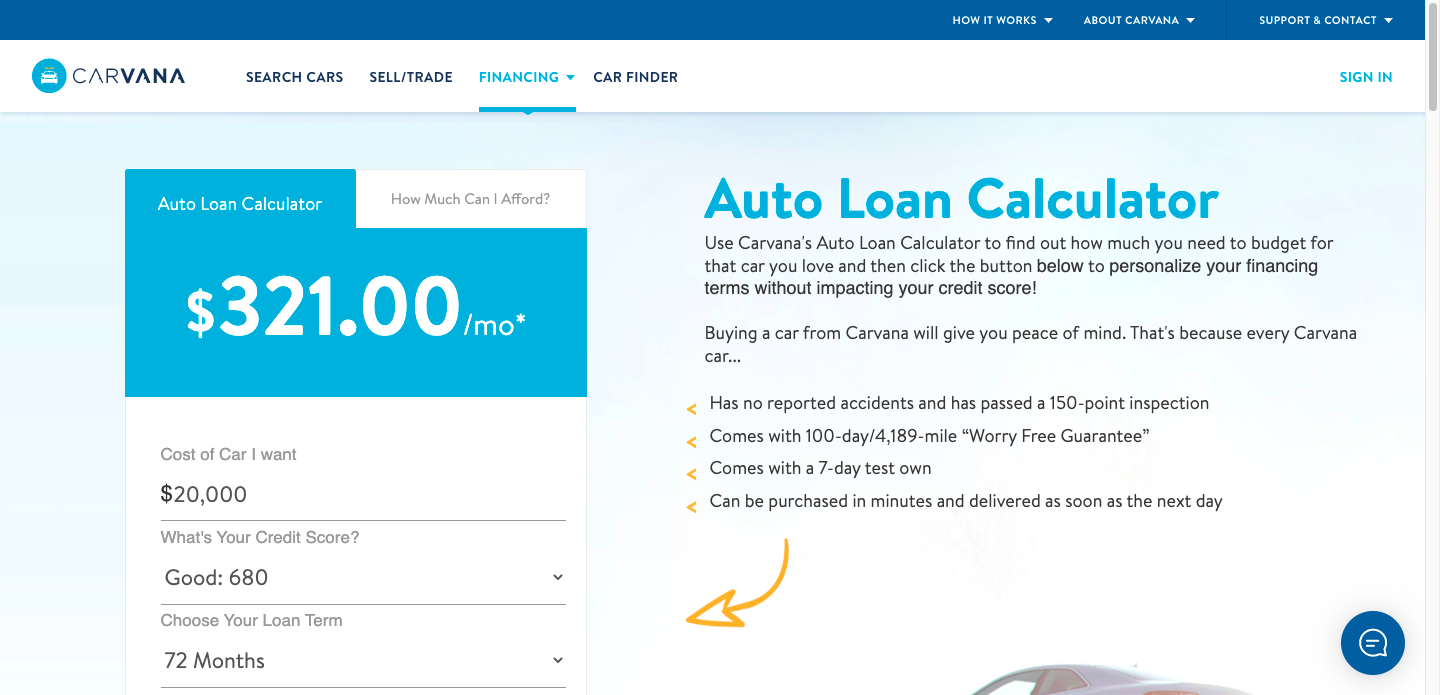 HOW IT WORKS
ABOUT CARVANA
SUPPORT & CONTACT
CARVANA
SEARCH CARS
SELL/TRADE
FINANCING
CAR FINDER
SIGN IN
Auto Loan Calculator
How Much Can I Afford?
$321.00/mo*
Cost of Car I want
$20,000
What's Your Credit Score?
Good: 680
Choose Your Loan Term
72 Months
Auto Loan Calculator
Use Carvana's Auto Loan Calculator to find out how much you need to budget for
that car you love and then click the button below to personalize your financing
terms without impacting your credit score!
Buying a car from Carvana will give you peace of mind. That's because every Carvana
car...
Has no reported accidents and has passed a 150-point inspection
Comes with 100-day/4,189-mile “Worry Free Guarantee”
Comes with a 7-day test own
Can be purchased in minutes and delivered as soon as the next day